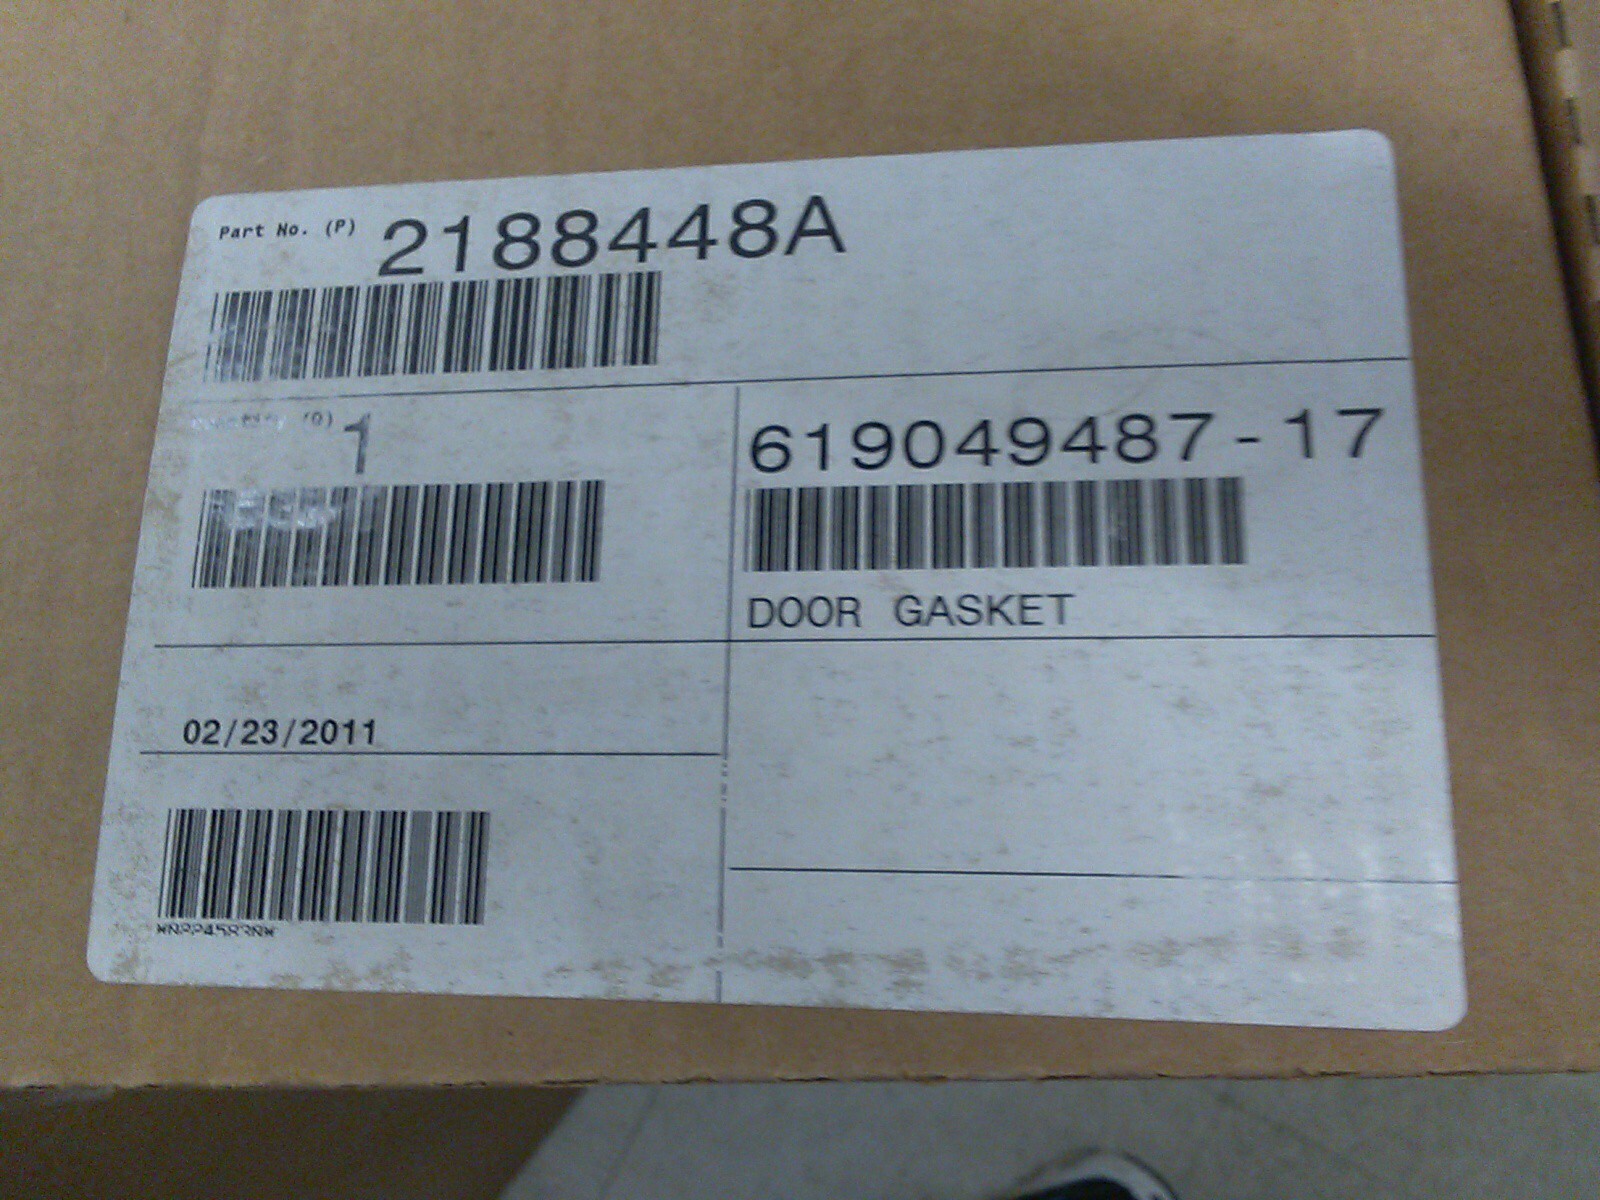 Part No. (P) 2188448A
(Q) 1
619049487-17
DOOR GASKET
02/23/2011